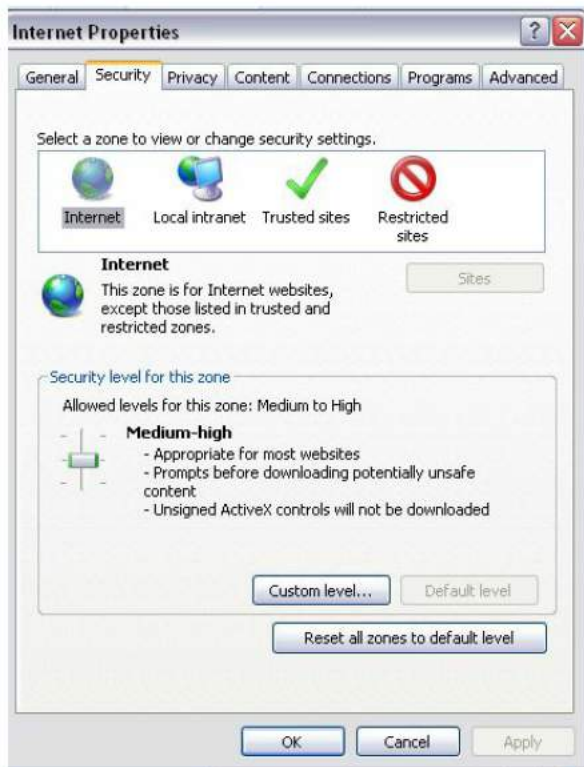 Internet Properties
General Security Privacy Content Connections Programs Advanced
Select a zone to view or change security settings.
Internet Local intranet Trusted sites Restricted
sites
Internet
This zone is for Internet websites,
except those listed in trusted and
restricted zones.
Sites
Security level for this zone
Allowed levels for this zone: Medium to High
Medium-high
- Appropriate for most websites
- Prompts before downloading potentially unsafe
content
- Unsigned ActiveX controls will not be downloaded
Custom level... Default level
Reset all zones to default level
OK Cancel Apply